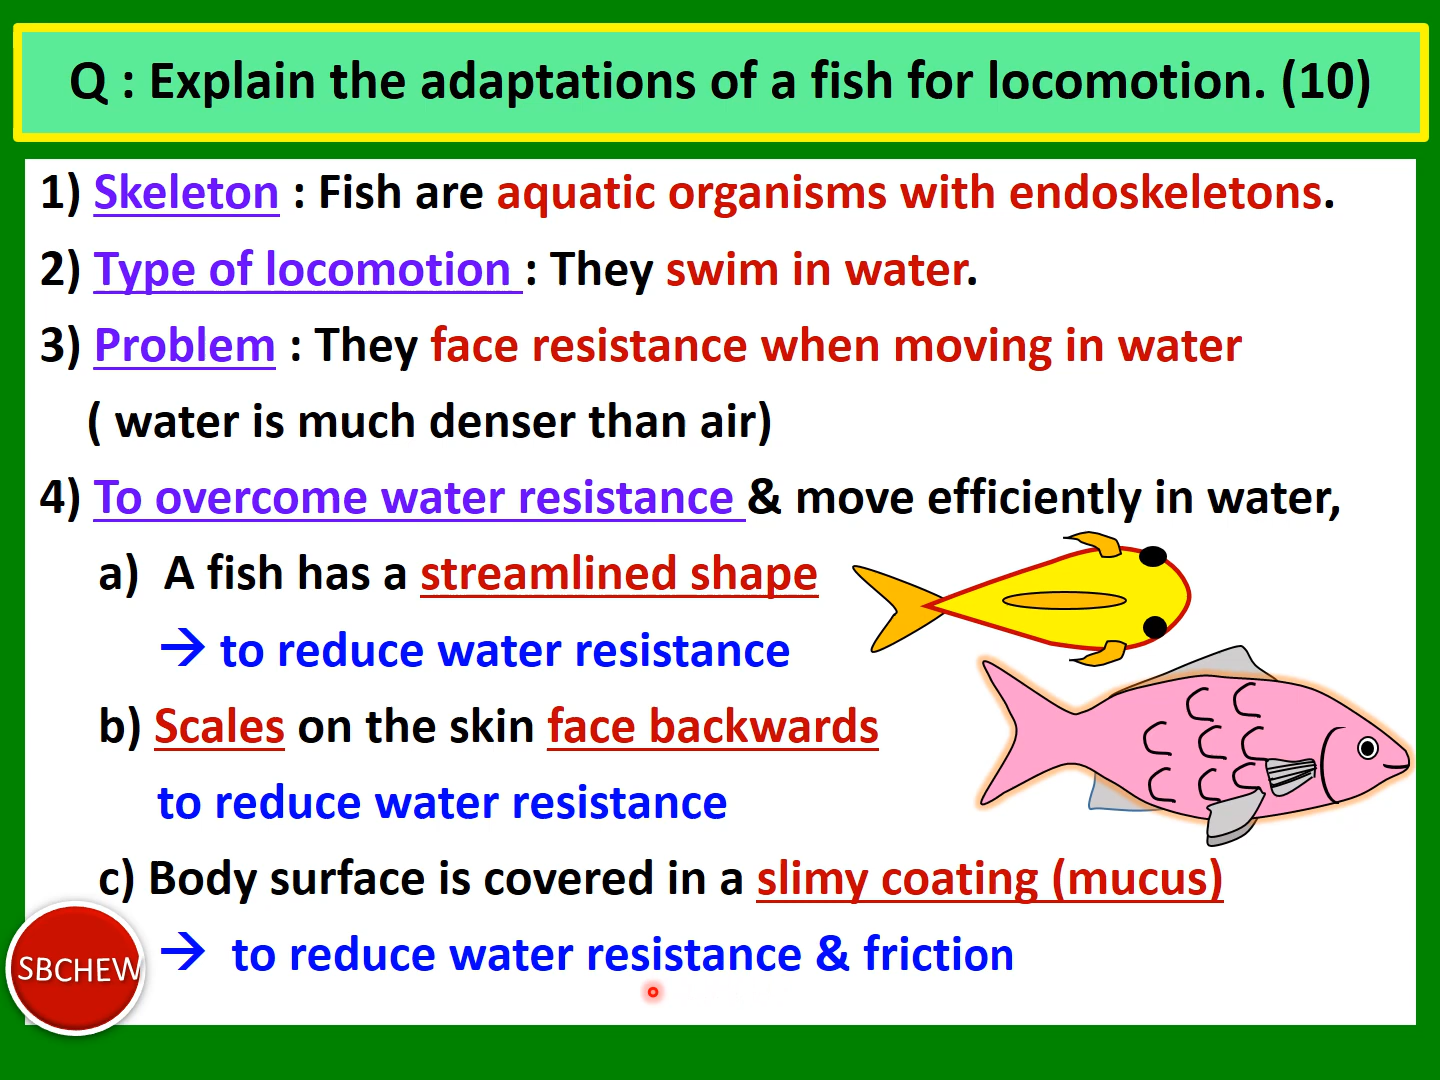 Q : Explain the adaptations of a fish for locomotion. (10)
1) Skeleton : Fish are aquatic organisms with endoskeletons.
2) Type of locomotion : They swim in water.
3) Problem : They face resistance when moving in water
( water is much denser than air)
4) To overcome water resistance & move efficiently in water,
a) A fish has a streamlined shape
→ to reduce water resistance
b) Scales on the skin face backwards
to reduce water resistance
c) Body surface is covered in a slimy coating (mucus)
→ to reduce water resistance & friction
SBCHEW